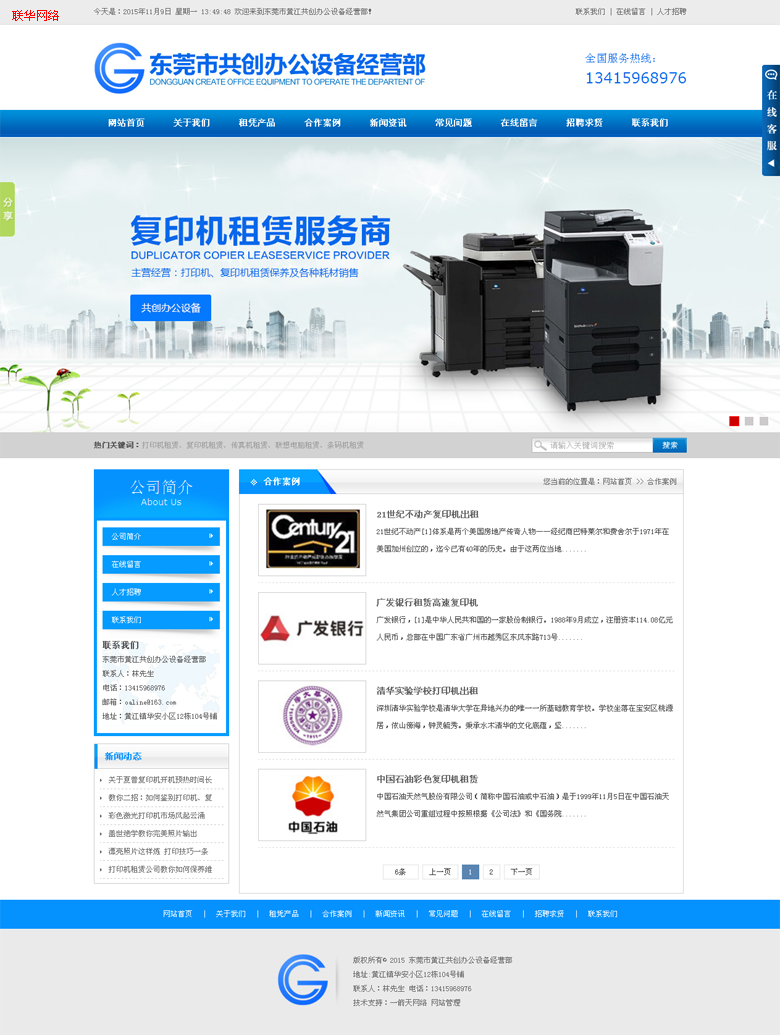 联华网络
今天是：2015年11月9日 星期一 13:49:48 欢迎来到东莞市黄江共创办公设备经营部！
联系我们 | 在线留言 | 人才招聘
东莞市共创办公设备经营部
DONGGUAN CREATE OFFICE EQUIPMENT TO OPERATE THE DEPARTENT OF
全国服务热线：
13415968976
在线客服
网站首页 关于我们 租凭产品 合作案例 新闻资讯 常见问题 在线留言 招聘求贤 联系我们
分享
复印机租赁服务商
DUPLICATOR COPIER LEASESERVICE PROVIDER
主营经营：打印机、复印机租赁保养及各种耗材销售
共创办公设备
热门关键词：打印机租赁、复印机租赁、传真机租赁、联想电脑租赁、条码机租赁
请输入关键词搜索
搜索
公司简介
About Us
公司简介
在线留言
人才招聘
联系我们
联系我们
东莞市黄江共创办公设备经营部
联系人：林先生
电话：13415968976
邮箱：oaline@163.com
地址：黄江镇华安小区12栋104号铺
新闻动态
关于夏普复印机开机预热时间长
教你二招：如何鉴别打印机、复
彩色激光打印机市场风起云涌
盖世绝学教你完美照片输出
漂亮照片这样炼 打印技巧一条
打印机租赁公司教你如何保养维
合作案例
您当前的位置是：网站首页 >> 合作案例
Century 21
21世纪不动产复印机出租
21世纪不动产[1]体系是两个美国房地产传奇人物——经纪商巴特莱尔和费舍尔于1971年在
美国加州创立的，迄今已有40年的历史。由于这两位当地.......
广发银行
广发银行租赁高速复印机
广发银行，[1]是中华人民共和国的一家股份制银行。1988年9月成立，注册资本114.08亿元
人民币，总部在中国广东省广州市越秀区东风东路713号.......
清华实验学校打印机出租
深圳清华实验学校是清华大学在异地兴办的唯一一所基础教育学校。学校坐落在宝安区桃源
居，依山傍海，钟灵毓秀。秉承水木清华的文化底蕴，坚.......
中国石油
中国石油彩色复印机租赁
中国石油天然气股份有限公司（简称中国石油或中石油）是于1999年11月5日在中国石油天
然气集团公司重组过程中按照根据《公司法》和《国务院.......
6条 上一页 1 2 下一页
网站首页 | 关于我们 | 租凭产品 | 合作案例 | 新闻资讯 | 常见问题 | 在线留言 | 招聘求贤 | 联系我们
版权所有© 2015 东莞市黄江共创办公设备经营部
地址:黄江镇华安小区12栋104号铺
联系人：林先生 电话：13415968976
技术支持：一箭天网络 网站管理